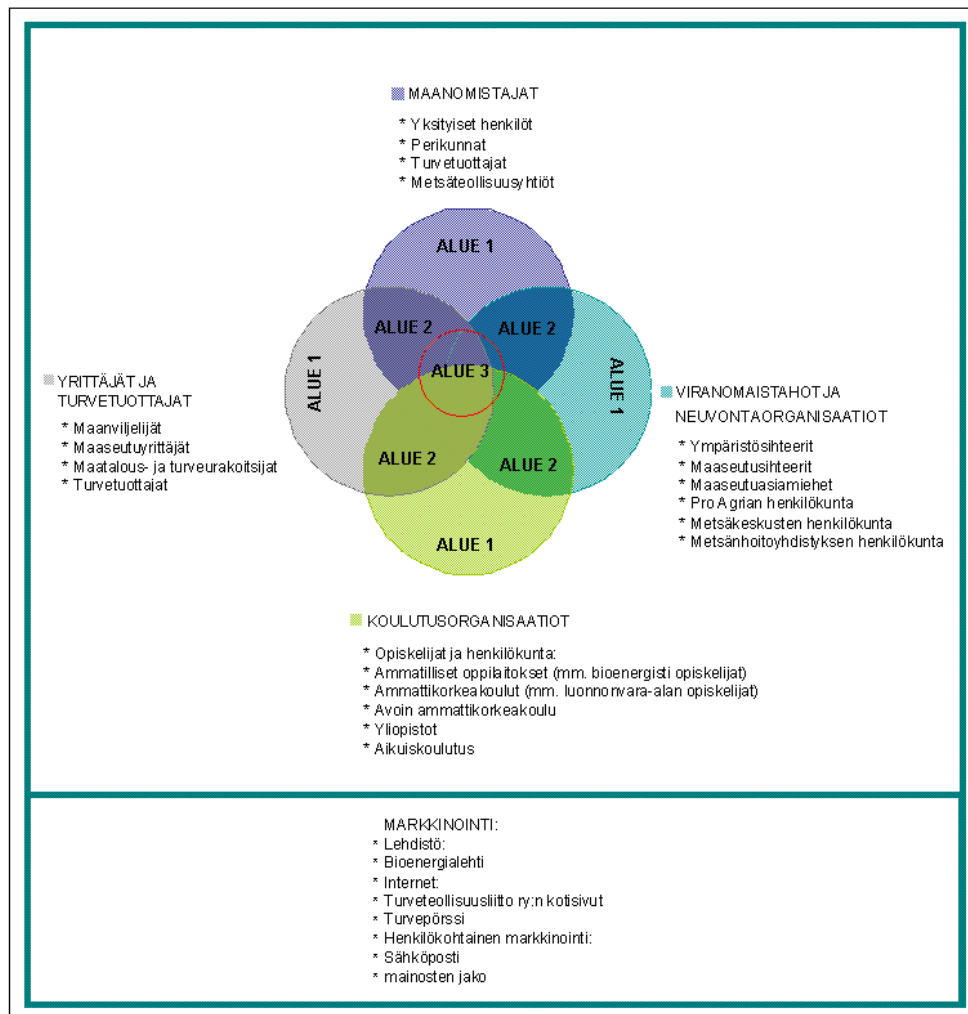 MAANOMISTAJAT
* Yksityiset henkilöt
* Perikunnat
* Turvetuottajat
* Metsäteollisuusyhtiöt
ALUE 1
ALUE 2
ALUE 2
ALUE 1
ALUE 3
ALUE 1
ALUE 2
ALUE 2
ALUE 1
YRITTÄJÄT JA
TURVETUOTTAJAT
* Maanviljelijät
* Maaseutuyrittäjät
* Maatalous- ja turveurakoitsijat
* Turvetuottajat
VIRANOMAISTAHOT JA
NEUVONTAORGANISAATIOT
* Ympäristösihteerit
* Maaseutusihteerit
* Maaseutuasiamiehet
* Pro Agrian henkilökunta
* Metsäkeskusten henkilökunta
* Metsänhoitoyhdistyksen henkilökunta
KOULUTUSORGANISAATIOT
* Opiskelijat ja henkilökunta:
* Ammatilliset oppilaitokset (mm. bioenergisti opiskelijat)
* Ammattikorkeakoulut (mm. luonnonvara-alan opiskelijat)
* Avoin ammattikorkeakoulu
* Yliopistot
* Aikuiskoulutus
MARKKINOINTI:
* Lehdistö:
* Bioenergialehti
* Internet:
* Turveteollisuusliitto ry:n kotisivut
* Turvepörssi
* Henkilökohtainen markkinointi:
* Sähköposti
* mainosten jako